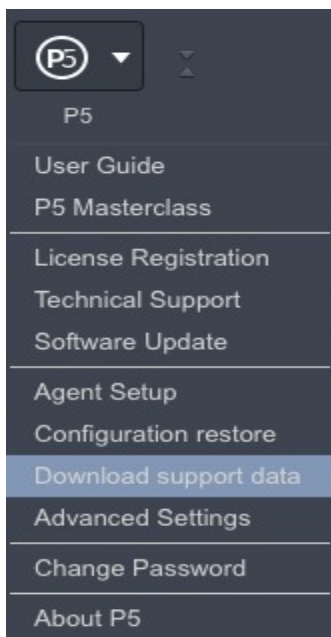 P5
P5
User Guide
P5 Masterclass
License Registration
Technical Support
Software Update
Agent Setup
Configuration restore
Download support data
Advanced Settings
Change Password
About P5